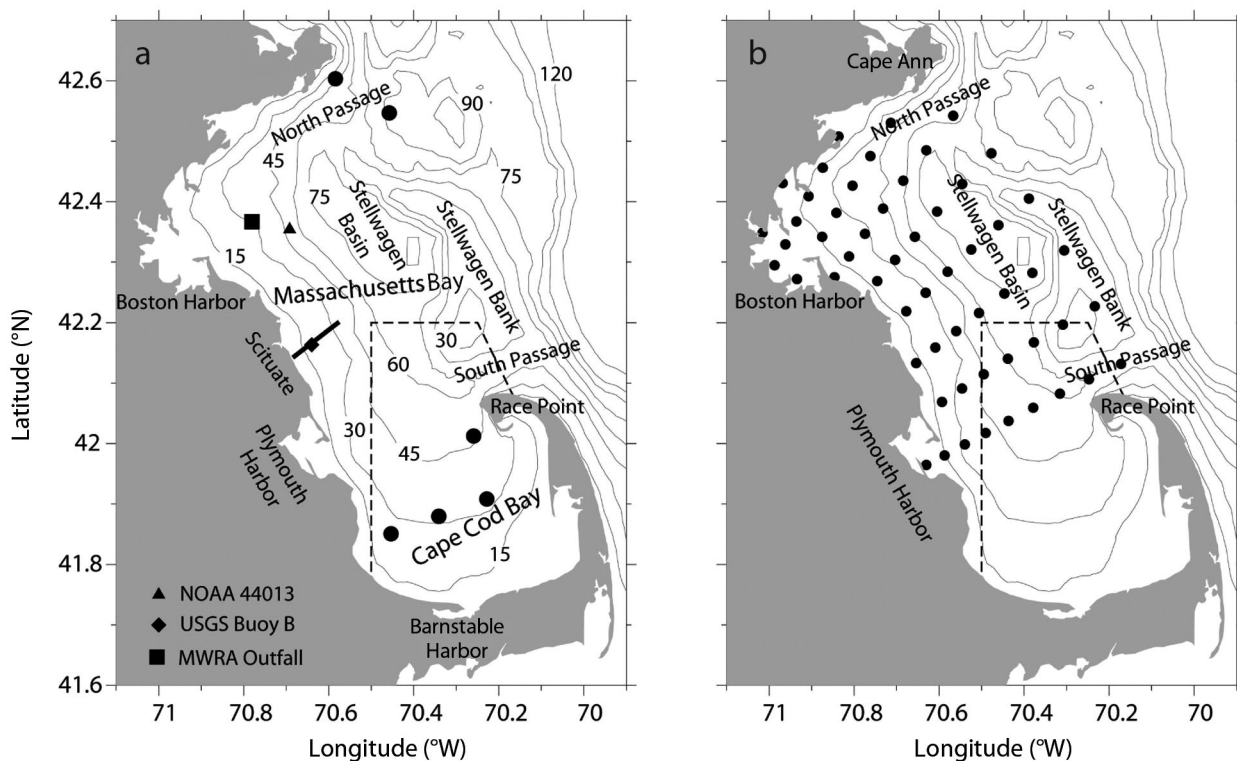 a
120
North Passage
90
45
75
75
Stellwagen
Basin
Stellwagen Bank
15
Massachusetts Bay
Boston Harbor
30
South Passage
60
Scituate
Race Point
30
Plymouth
Harbor
45
Cape Cod Bay
15
NOAA 44013
USGS Buoy B
MWRA Outfall
Barnstable
Harbor
Latitude (°N)
42.6
42.4
42.2
42
41.8
41.6
71
70.8
70.6
70.4
70.2
70
Longitude (°W)
b
Cape Ann
North Passage
Stellwagen Basin
Stellwagen Bank
Boston Harbor
South Passage
Race Point
Plymouth Harbor
71
70.8
70.6
70.4
70.2
70
Longitude (°W)